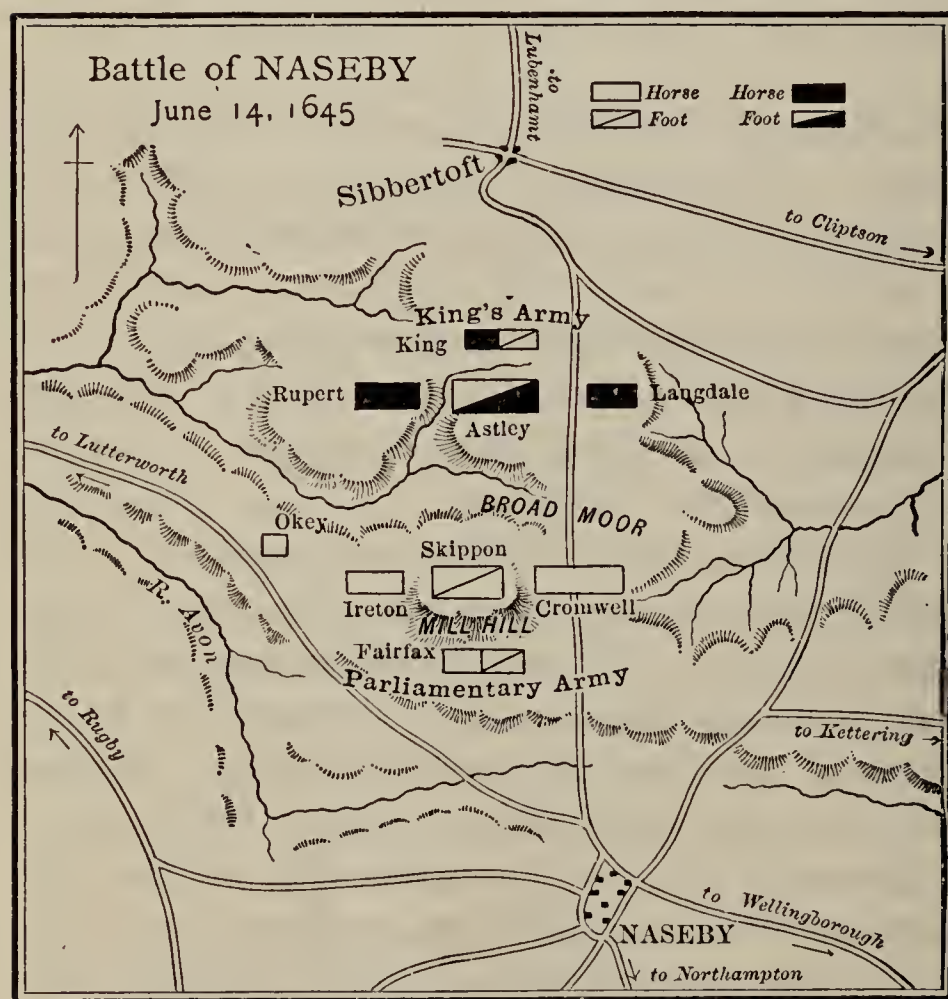 Battle of NASEBY
June 14, 1645
to Lubenhamt
Horse
Horse
Foot
Foot
Sibbertoft
to Cliptson
King's Army
King
Rupert
Langdale
Astley
to Lutterworth
BROAD MOOR
Okey
Skippon
Ireton
Cromwell
R. Avon
MILL HILL
Fairfax
Parliamentary Army
to Rugby
to Kettering
to Wellingborough
NASEBY
to Northampton